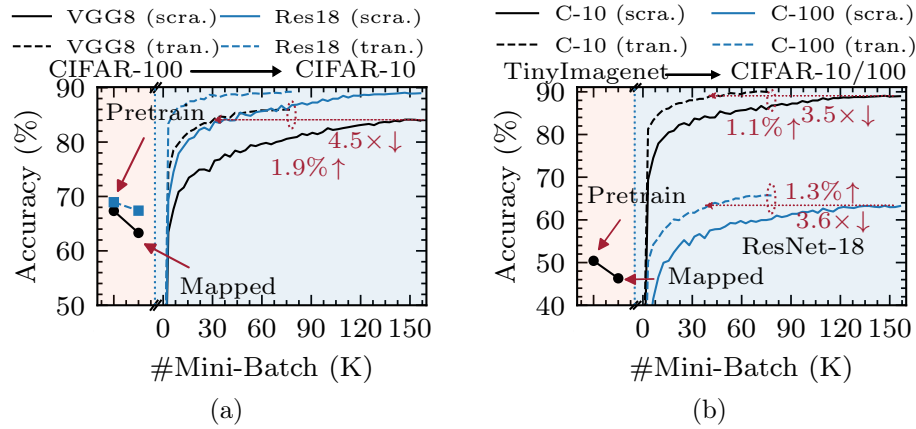 VGG8 (scra.) Res18 (scra.)
VGG8 (tran.) Res18 (tran.)
CIFAR-100 CIFAR-10
90
80
70
60
50
Accuracy (%)
Pretrain
Mapped
4.5×↓
1.9%↑
0 30 60 90 120 150
#Mini-Batch (K)
(a)
C-10 (scra.) C-100 (scra.)
C-10 (tran.) C-100 (tran.)
TinyImagenet CIFAR-10/100
90
80
70
60
50
40
Accuracy (%)
Pretrain
Mapped
3.5×↓
1.1%↑
1.3%↑
3.6×↓
ResNet-18
0 30 60 90 120 150
#Mini-Batch (K)
(b)